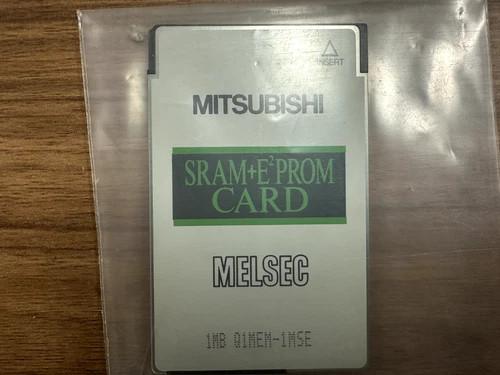 INSERT
MITSUBISHI
SRAM+E²PROM
CARD
MELSEC
1MB Q1MEM-1MSE